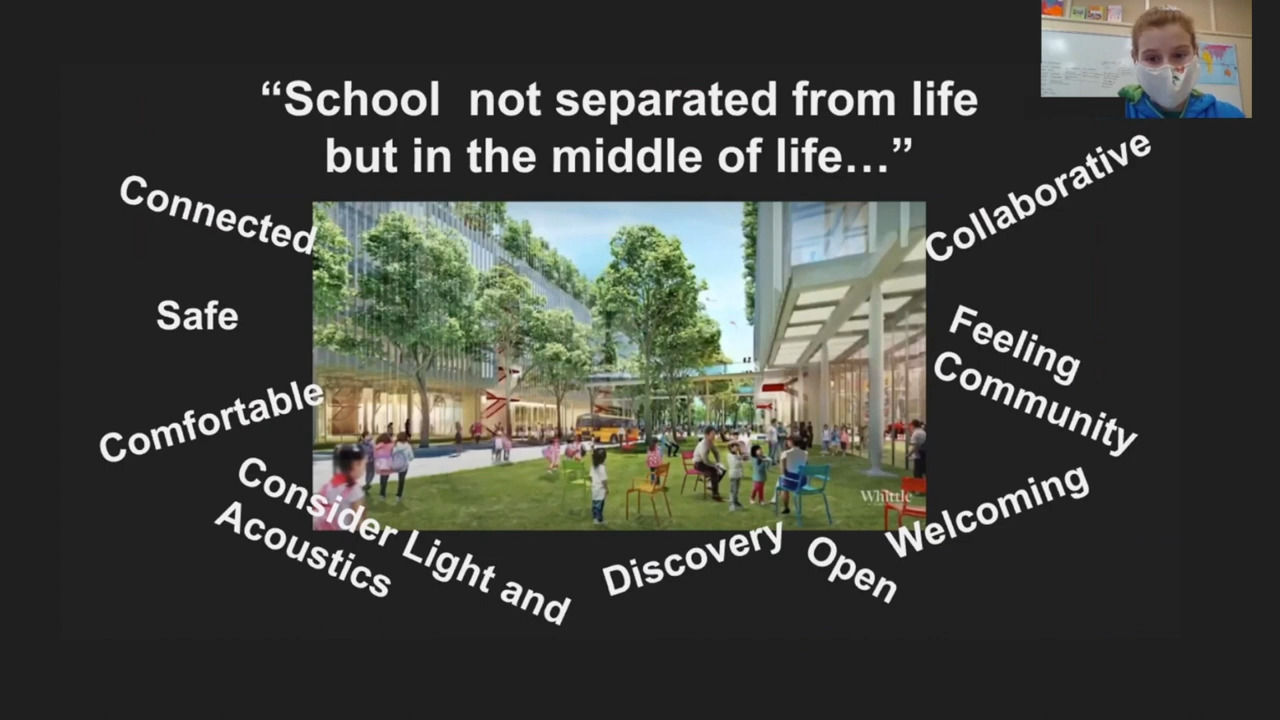 “School  not separated from life
but in the middle of life…”
Connected
Collaborative
Safe
Feeling
Community
Comfortable
Consider Light and
Acoustics
Discovery
Open
Welcoming
Whittle